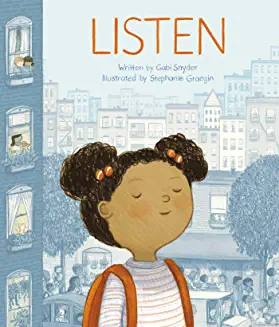 LISTEN
Written by Gabi Snyder
Illustrated by Stephanie Graegin